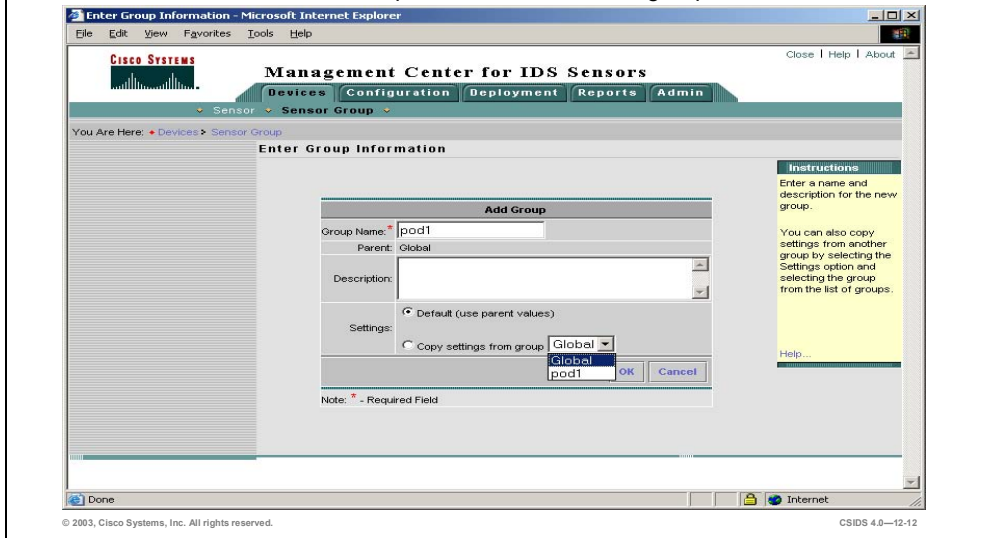 Enter Group Information - Microsoft Internet Explorer
File Edit View Favorites Tools Help
Close | Help | About
CISCO SYSTEMS
Management Center for IDS Sensors
Devices Configuration Deployment Reports Admin
Sensor Sensor Group
You Are Here: Devices > Sensor Group
Enter Group Information
Instructions
Enter a name and
description for the new
group.
You can also copy
settings from another
group by selecting the
Settings option and
selecting the group
from the list of groups.
Help...
Add Group
Group Name:* pod1
Parent: Global
Description:
Settings:
Default (use parent values)
Copy settings from group Global
Global
pod1
OK Cancel
Note: * - Required Field
Done
Internet
© 2003, Cisco Systems, Inc. All rights reserved.
CSIDS 4.0—12-12